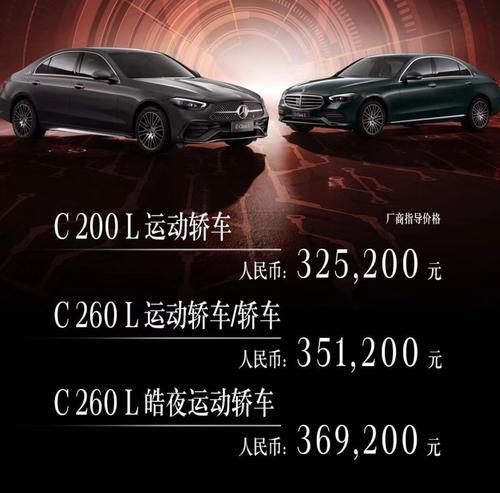 厂商指导价格
C 200 L 运动轿车
人民币: 325,200 元
C 260 L 运动轿车/轿车
人民币: 351,200 元
C 260 L 皓夜运动轿车
人民币: 369,200 元